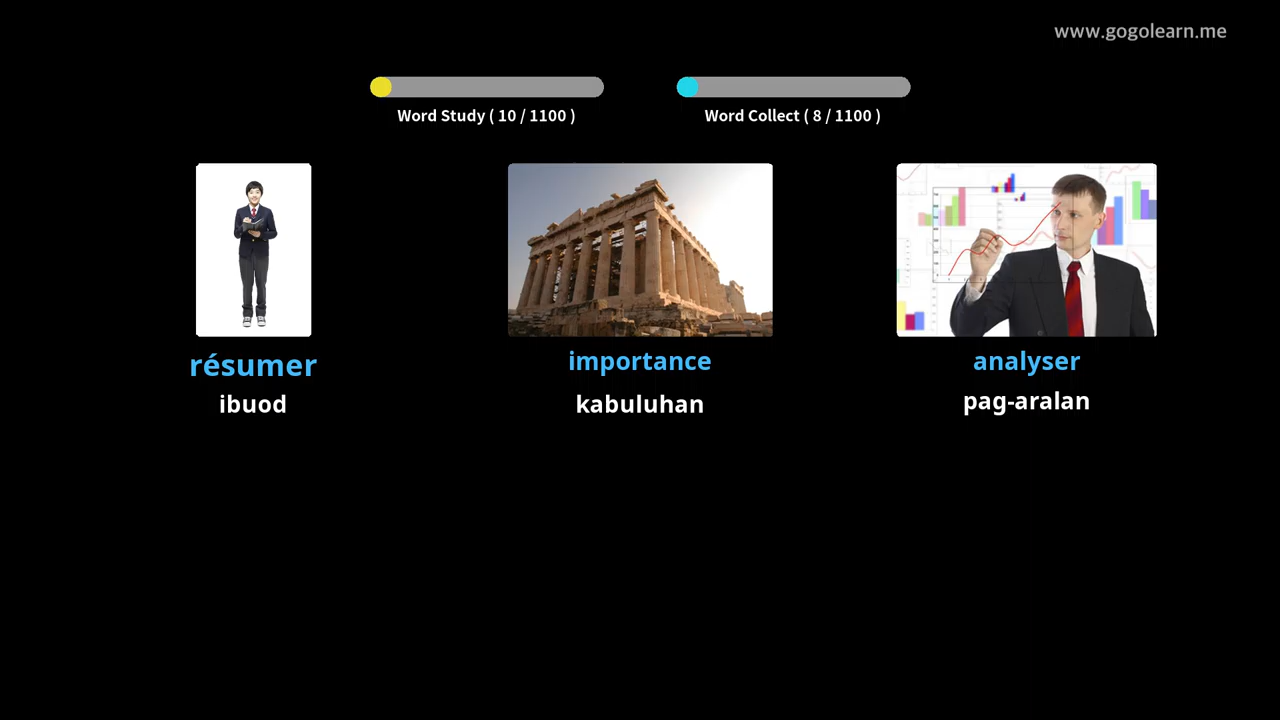 www.gogolearn.me
Word Study ( 10 / 1100 )
Word Collect ( 8 / 1100 )
résumer
ibuod
importance
kabuluhan
analyser
pag-aralan